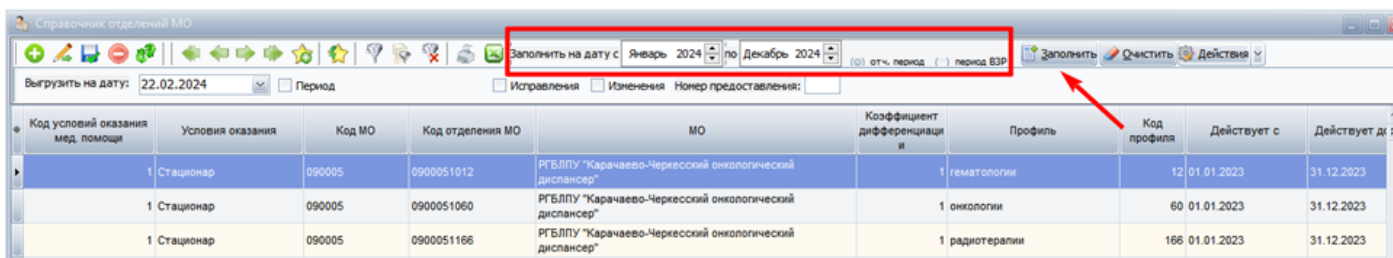 Справочник отделений МО
Заполнить на дату с Январь 2024 по Декабрь 2024 отч. период период ВЗР Заполнить Очистить Действия
Выгрузить на дату: 22.02.2024 Период Исправления Изменения Номер предоставления:
Код условий оказания мед. помощи Условия оказания Код МО Код отделения МО МО Коэффициент дифференциаци и Профиль Код профиля Действует с Действует до
1 Стационар 090005 0900051012 РГБЛПУ "Карачаево-Черкесский онкологический диспансер" 1 гематологии 12 01.01.2023 31.12.2023
1 Стационар 090005 0900051060 РГБЛПУ "Карачаево-Черкесский онкологический диспансер" 1 онкологии 60 01.01.2023 31.12.2023
1 Стационар 090005 0900051166 РГБЛПУ "Карачаево-Черкесский онкологический диспансер" 1 радиотерапии 166 01.01.2023 31.12.2023